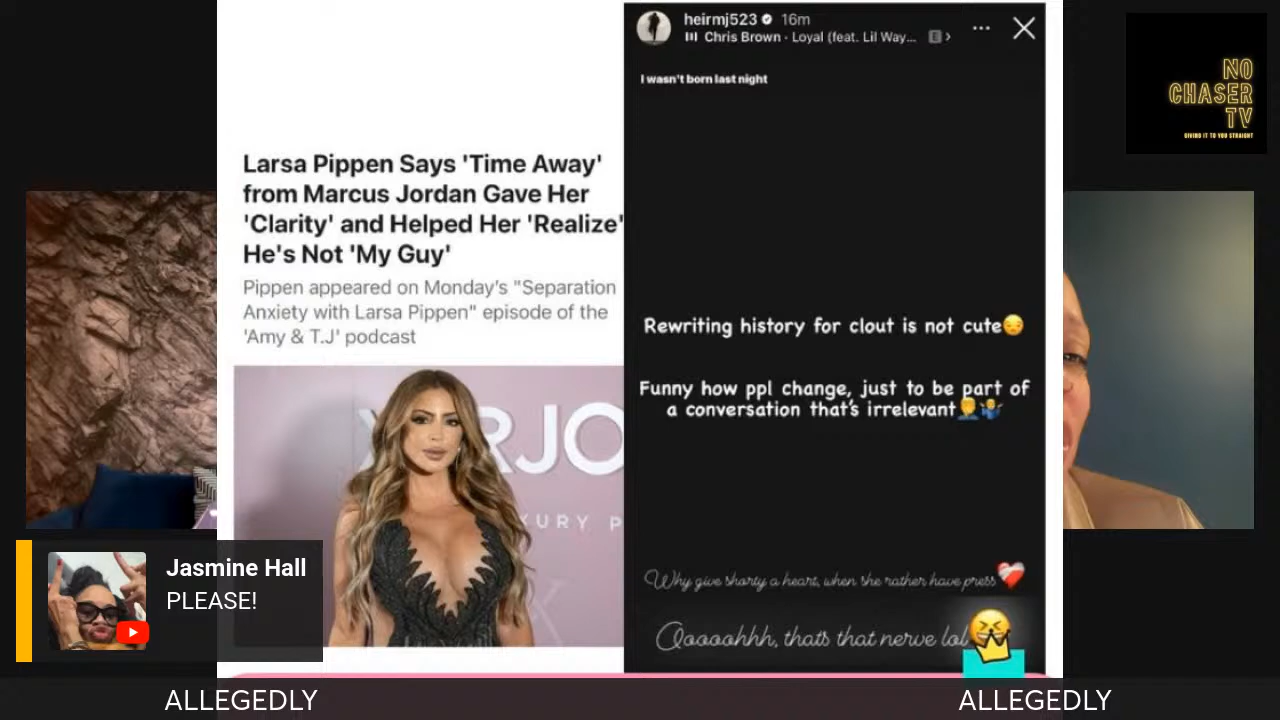 heirmj523 16m
Chris Brown · Loyal (feat. Lil Way... E >
I wasn't born last night
NO
CHASER
TV
GIVING IT TO YOU STRAIGHT
Larsa Pippen Says 'Time Away'
from Marcus Jordan Gave Her
'Clarity' and Helped Her 'Realize'
He's Not 'My Guy'
Pippen appeared on Monday's "Separation
Anxiety with Larsa Pippen" episode of the
'Amy & T.J' podcast
RJO
XURY P
Rewriting history for clout is not cute😔
Funny how ppl change, just to be part of
a conversation that's irrelevant🤦‍♂️🤷‍♂️
Why give shorty a heart, when she rather have press❤️‍🩹
Qooooohhh, thats that nerve lol
Jasmine Hall
PLEASE!
ALLEGEDLY
ALLEGEDLY